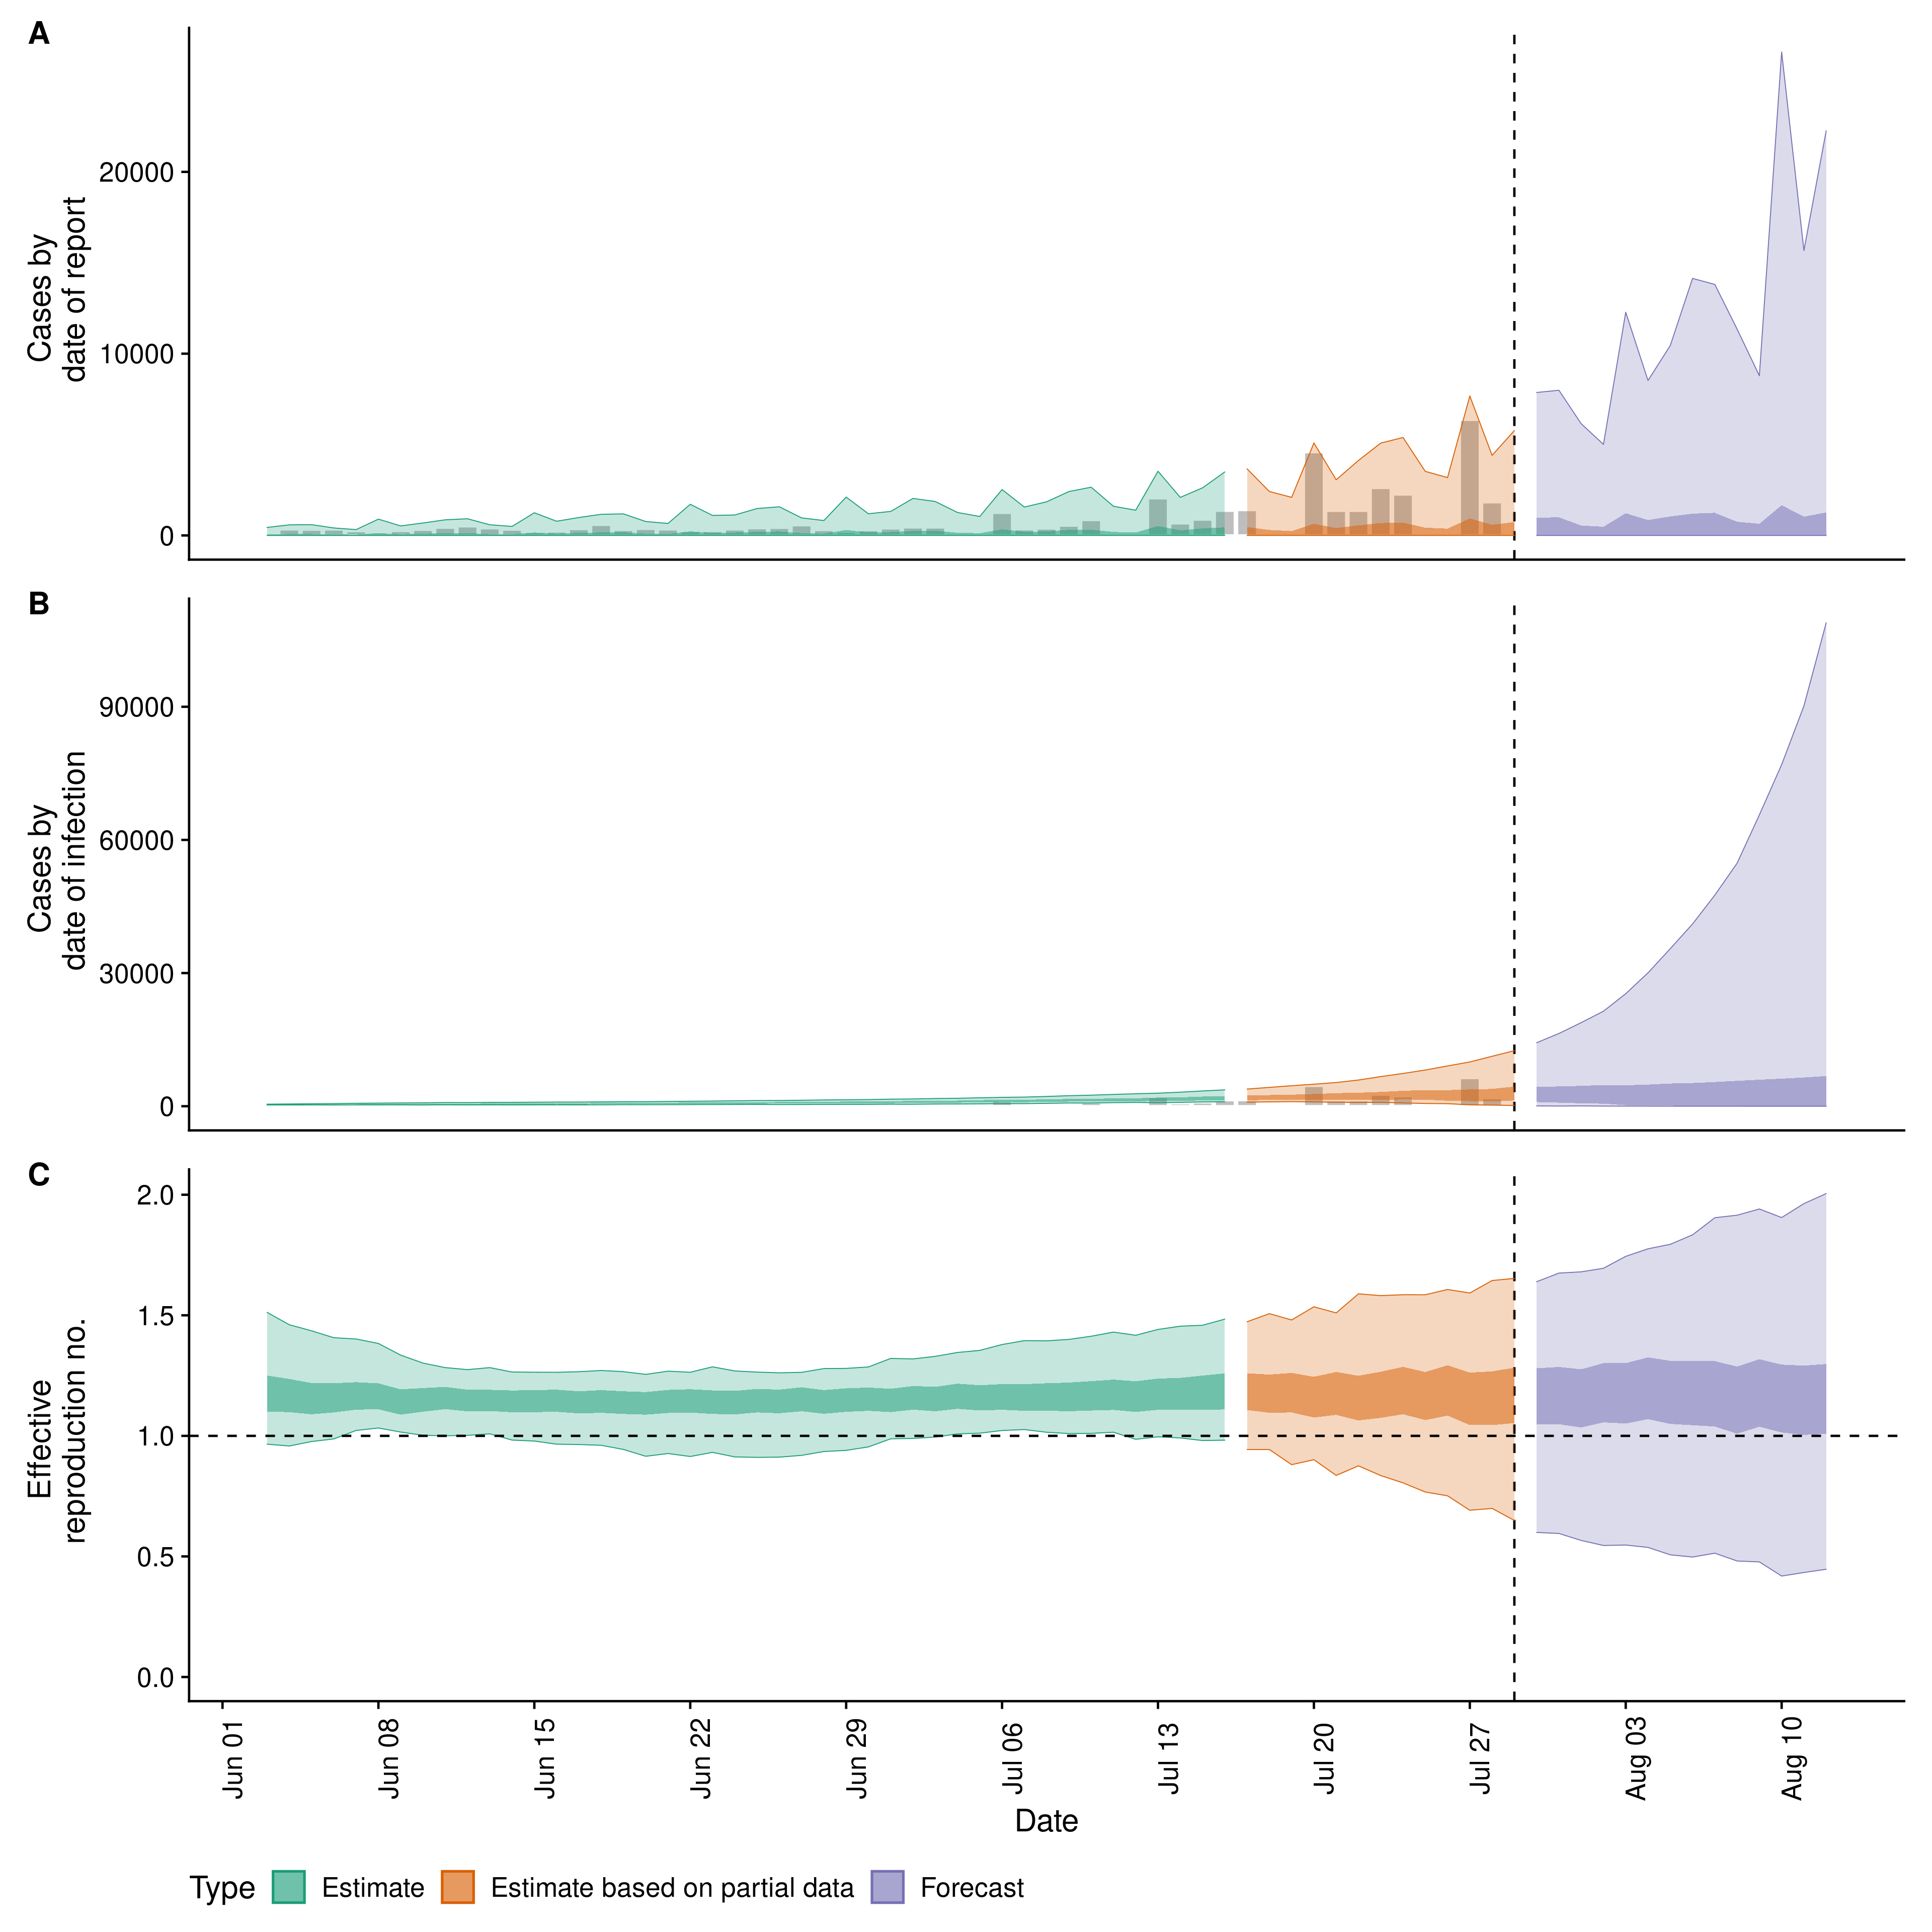 A
Cases by
date of report
20000
10000
0
B
Cases by
date of infection
90000
60000
30000
0
C
Effective
reproduction no.
2.0
1.5
1.0
0.5
0.0
Jun 01
Jun 08
Jun 15
Jun 22
Jun 29
Jul 06
Jul 13
Jul 20
Jul 27
Aug 03
Aug 10
Date
Type Estimate Estimate based on partial data Forecast